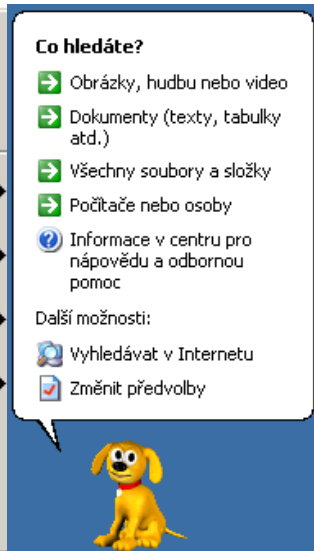 Co hledáte?
Obrázky, hudbu nebo video
Dokumenty (texty, tabulky
atd.)
Všechny soubory a složky
Počítače nebo osoby
Informace v centru pro
nápovědu a odbornou
pomoc
Další možnosti:
Vyhledávat v Internetu
Změnit předvolby